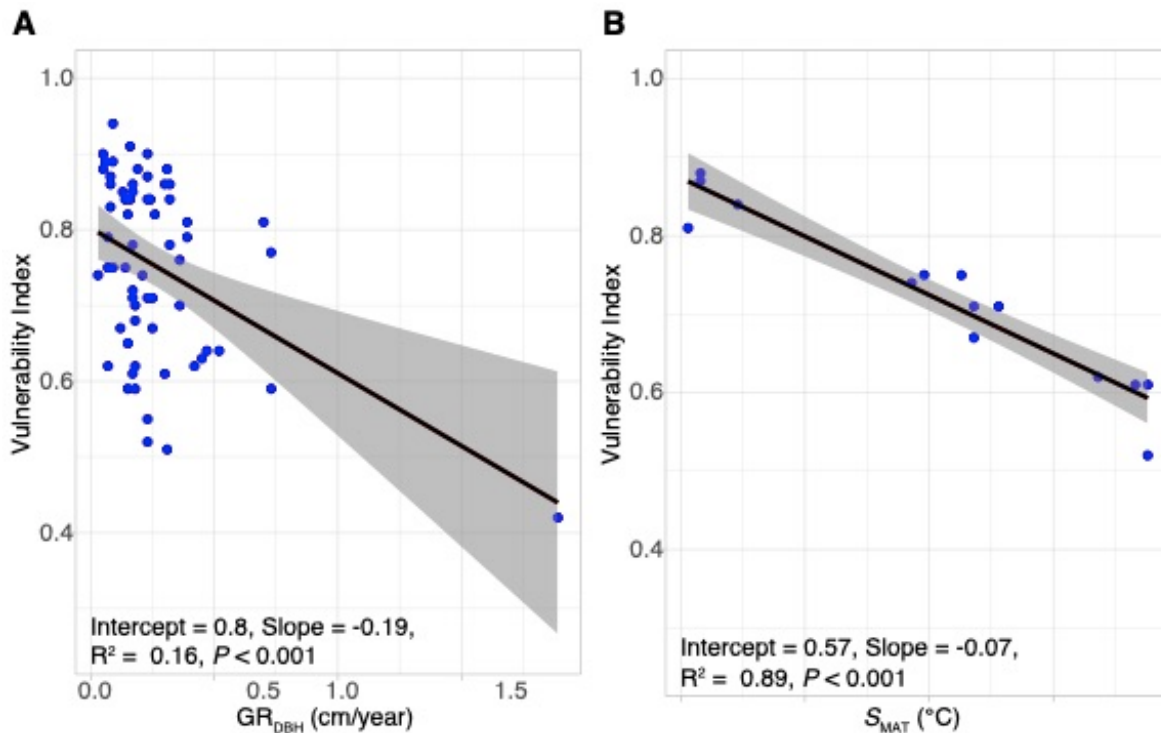 A
B
1.0
0.8
0.6
0.4
Vulnerability Index
Intercept = 0.8, Slope = -0.19,
R² = 0.16, P < 0.001
0.0 0.5 1.0 1.5
GR_DBH (cm/year)
1.0
0.8
0.6
0.4
Vulnerability Index
Intercept = 0.57, Slope = -0.07,
R² = 0.89, P < 0.001
S_MAT (°C)